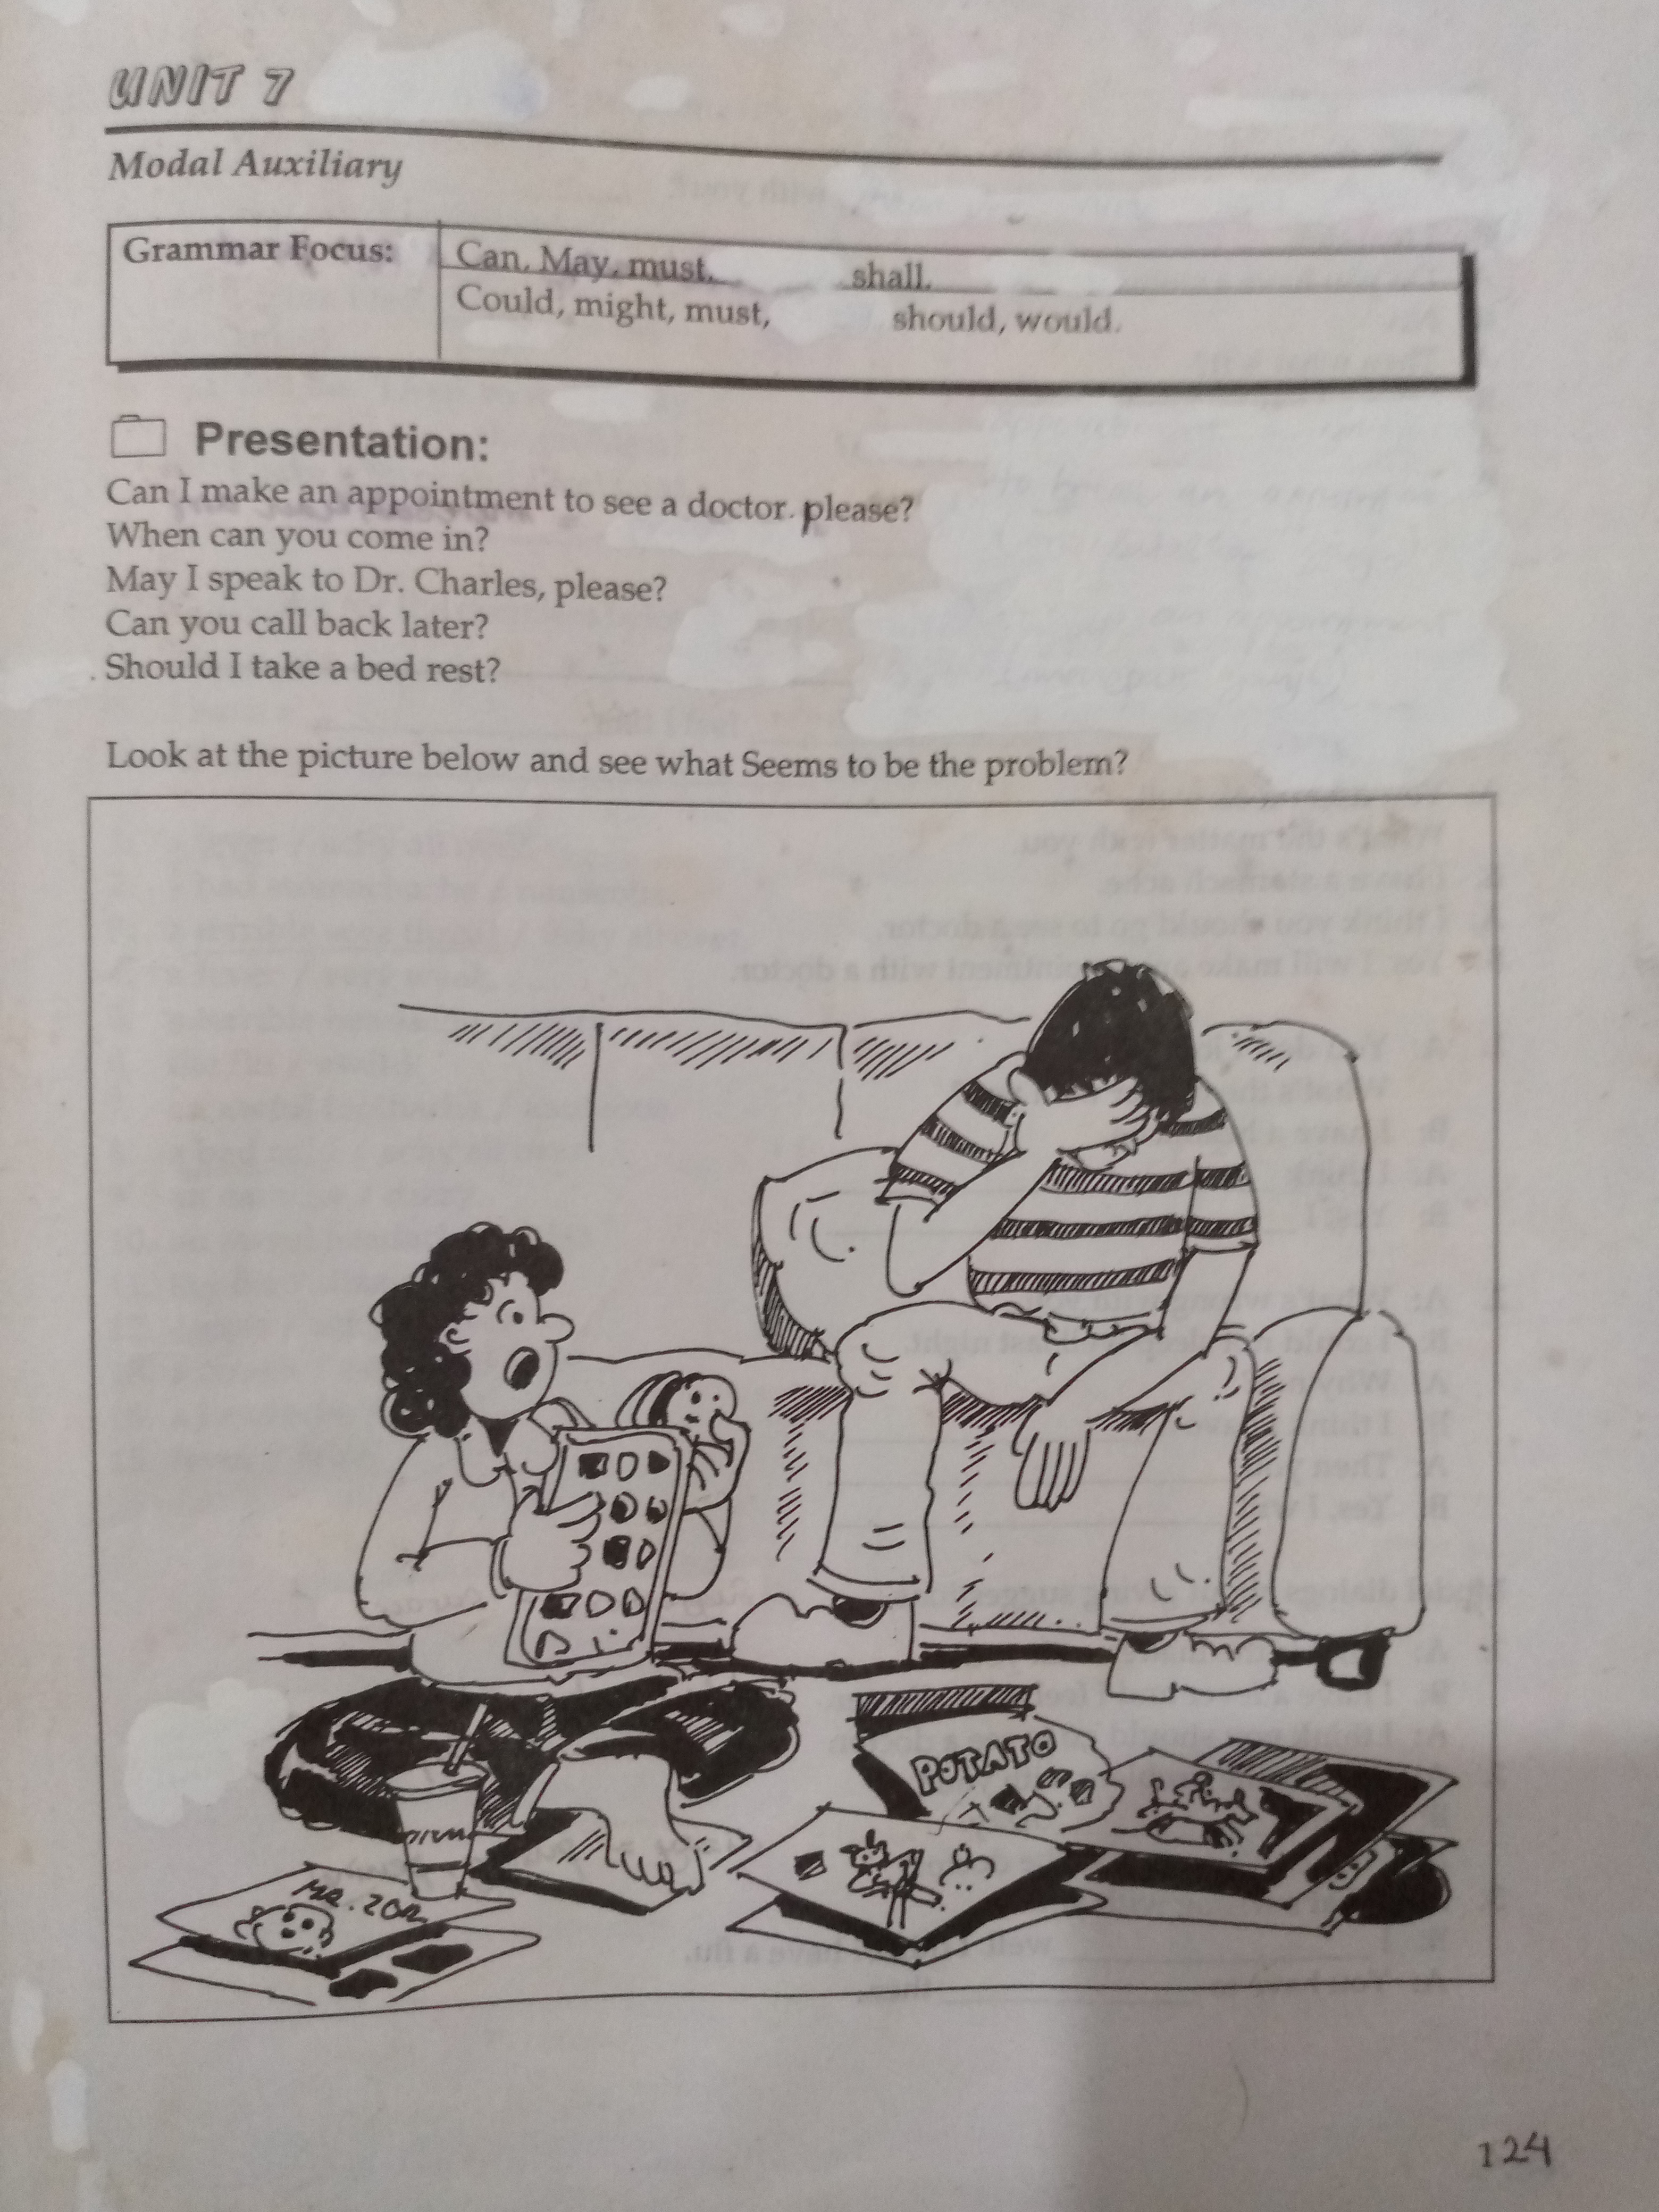 UNIT 7
Modal Auxiliary
Grammar Focus:
Can, May, must, shall.
Could, might, must, should, would.
Presentation:
Can I make an appointment to see a doctor. please?
When can you come in?
May I speak to Dr. Charles, please?
Can you call back later?
Should I take a bed rest?
Look at the picture below and see what Seems to be the problem?
POTATO
MR. ZOR
124